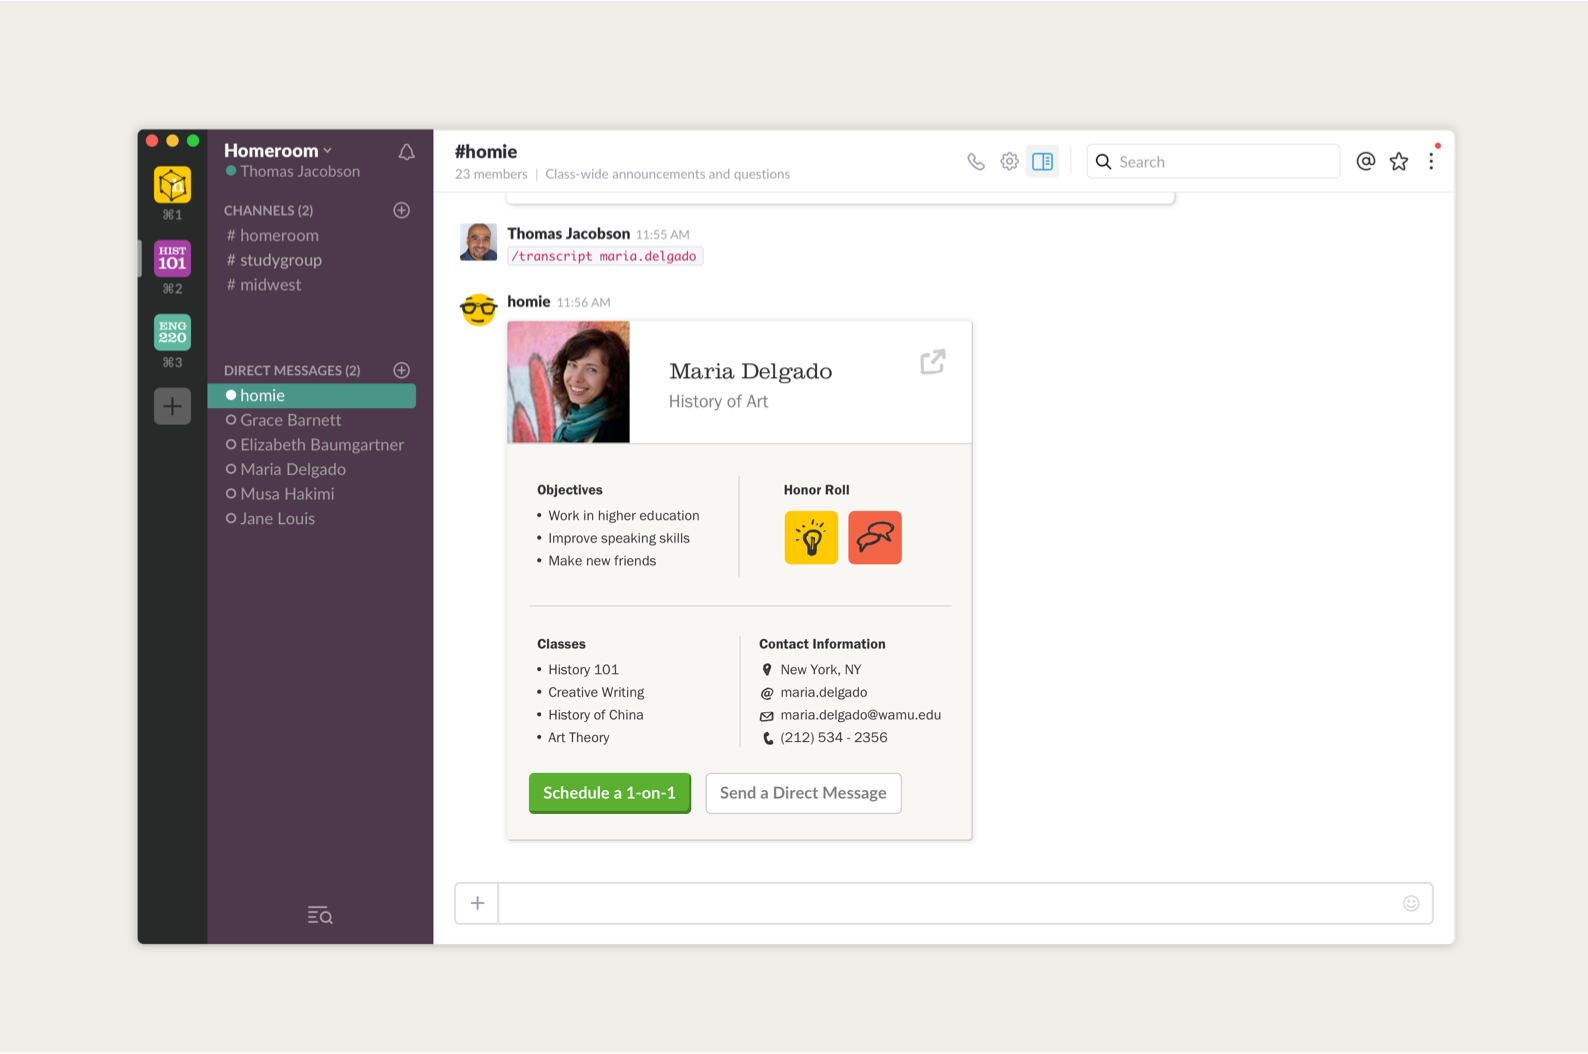 Homeroom
Thomas Jacobson
⌘1
HIST
101
⌘2
ENG
220
⌘3
CHANNELS (2)
# homeroom
# studygroup
# midwest
DIRECT MESSAGES (2)
homie
Grace Barnett
Elizabeth Baumgartner
Maria Delgado
Musa Hakimi
Jane Louis
#homie
23 members | Class-wide announcements and questions
Search
Thomas Jacobson 11:55 AM
/transcript maria.delgado
homie 11:56 AM
Maria Delgado
History of Art
Objectives
• Work in higher education
• Improve speaking skills
• Make new friends
Honor Roll
Classes
• History 101
• Creative Writing
• History of China
• Art Theory
Contact Information
New York, NY
@ maria.delgado
maria.delgado@wamu.edu
(212) 534 - 2356
Schedule a 1-on-1
Send a Direct Message